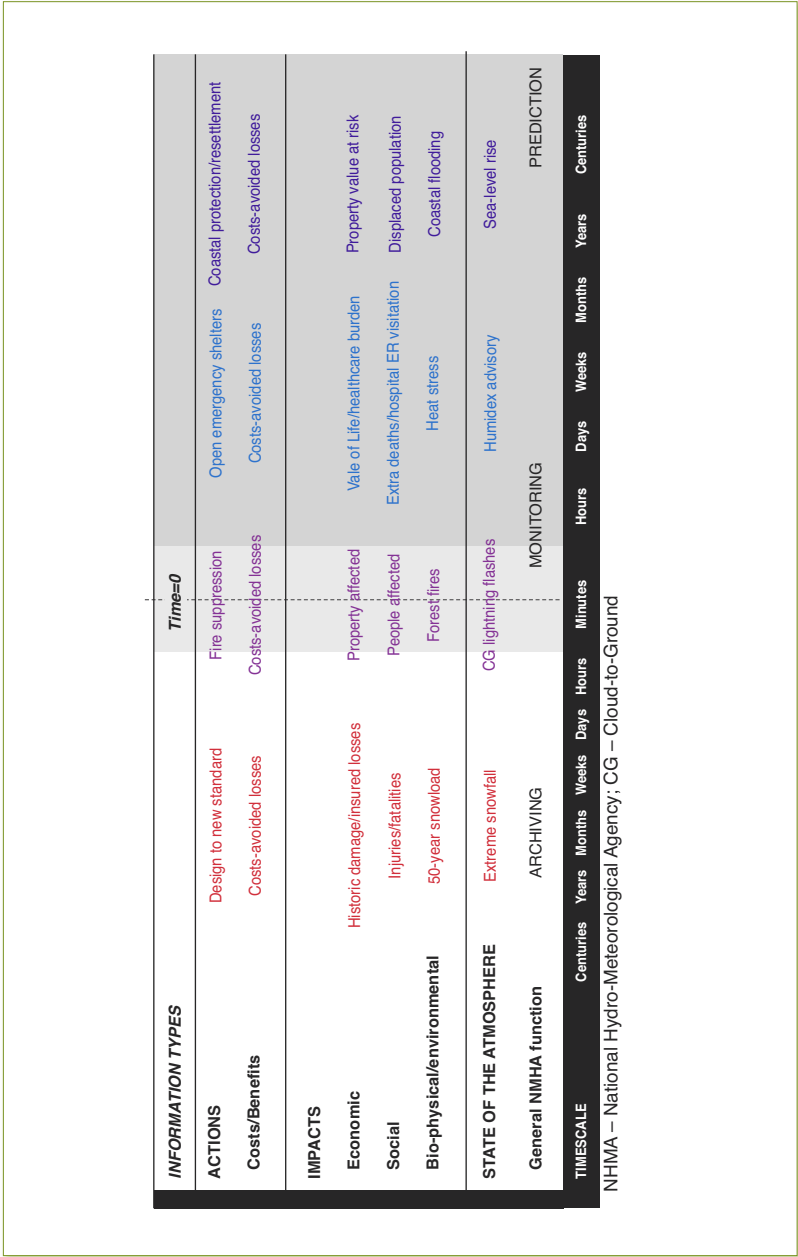 INFORMATION TYPES Time=0
ACTIONS Design to new standard Fire suppression Open emergency shelters Coastal protection/resettlement
Costs/Benefits Costs-avoided losses Costs-avoided losses Costs-avoided losses Costs-avoided losses
IMPACTS
Economic Historic damage/insured losses Property affected Vale of Life/healthcare burden Property value at risk
Social Injuries/fatalities People affected Extra deaths/hospital ER visitation Displaced population
Bio-physical/environmental 50-year snowload Forest fires Heat stress Coastal flooding
STATE OF THE ATMOSPHERE Extreme snowfall CG lightning flashes Humidex advisory Sea-level rise
General NMHA function ARCHIVING MONITORING PREDICTION
TIMESCALE Centuries Years Months Weeks Days Hours Minutes Hours Days Weeks Months Years Centuries
NHMA – National Hydro-Meteorological Agency; CG – Cloud-to-Ground